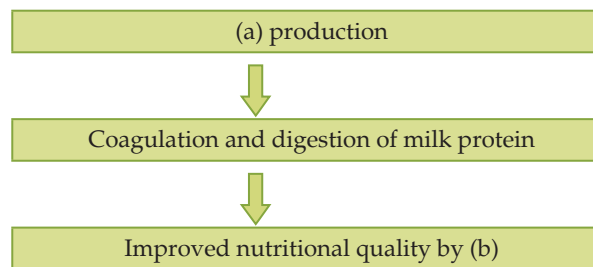 (a) production
Coagulation and digestion of milk protein
Improved nutritional quality by (b)